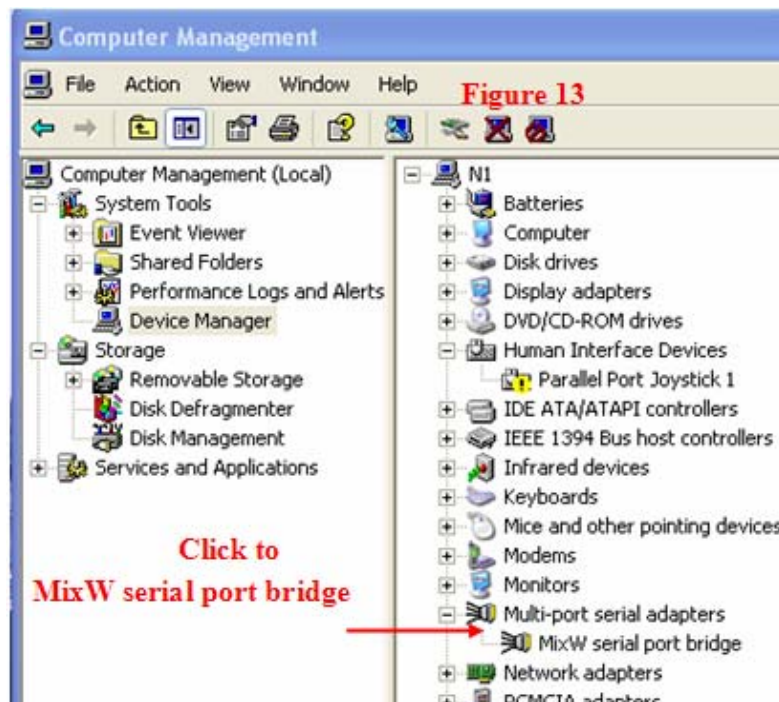 Computer Management
File Action View Window Help
Figure 13
Computer Management (Local)
System Tools
Event Viewer
Shared Folders
Performance Logs and Alerts
Device Manager
Storage
Removable Storage
Disk Defragmenter
Disk Management
Services and Applications
Click to
MixW serial port bridge
N1
Batteries
Computer
Disk drives
Display adapters
DVD/CD-ROM drives
Human Interface Devices
Parallel Port Joystick 1
IDE ATA/ATAPI controllers
IEEE 1394 Bus host controllers
Infrared devices
Keyboards
Mice and other pointing devices
Modems
Monitors
Multi-port serial adapters
MixW serial port bridge
Network adapters
PCMCIA adapters